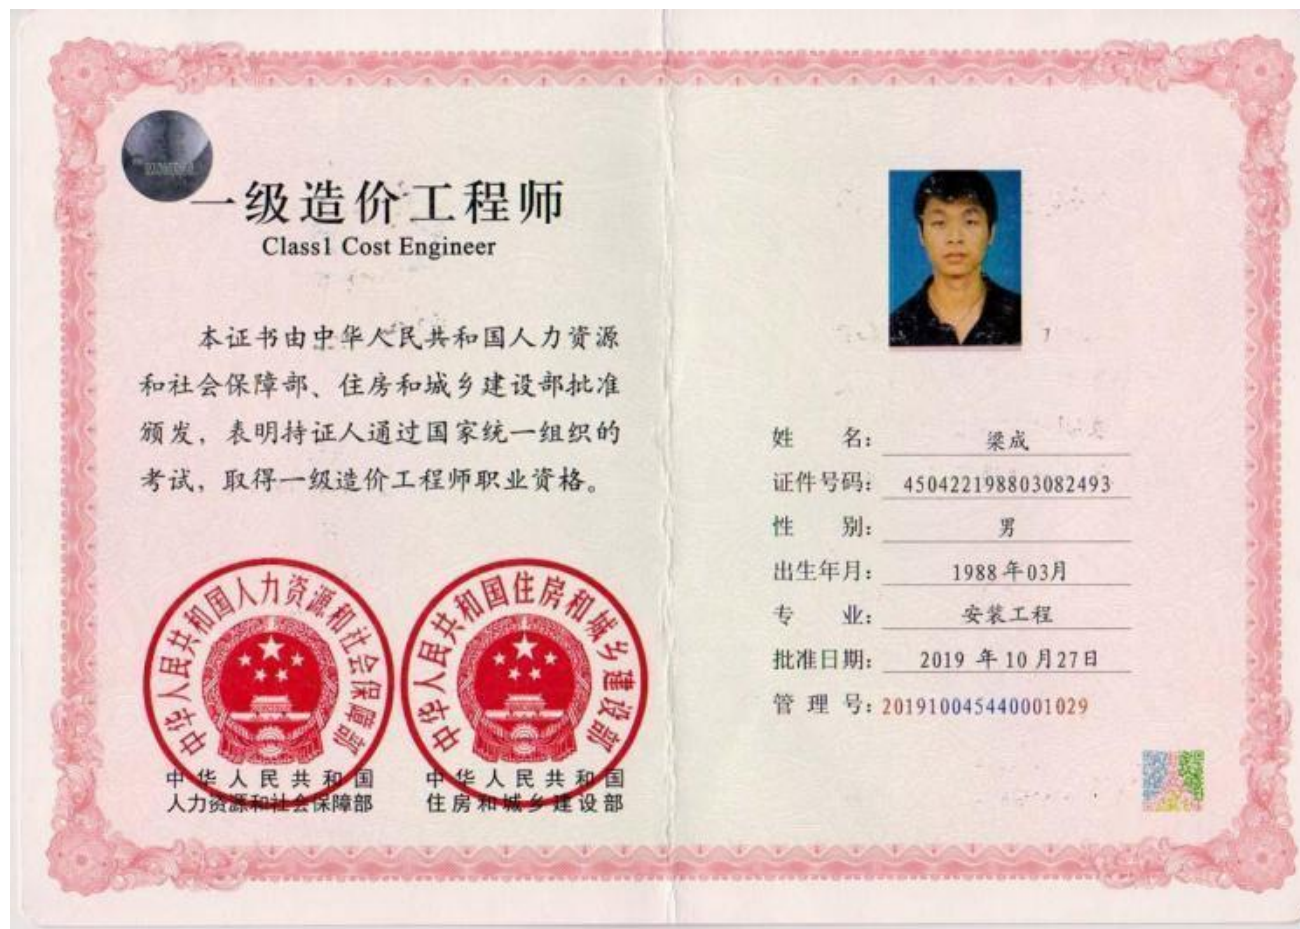 一级造价工程师
Class1 Cost Engineer
本证书由中华人民共和国人力资源
和社会保障部、住房和城乡建设部批准
颁发，表明持证人通过国家统一组织的
考试，取得一级造价工程师职业资格。
中华人民共和国人力资源和社会保障部
中华人民共和国
人力资源和社会保障部
中华人民共和国住房和城乡建设部
中华人民共和国
住房和城乡建设部
姓 名： 梁成
证件号码： 450422198803082493
性 别： 男
出生年月： 1988年03月
专 业： 安装工程
批准日期： 2019 年 10 月27日
管 理 号：201910045440001029